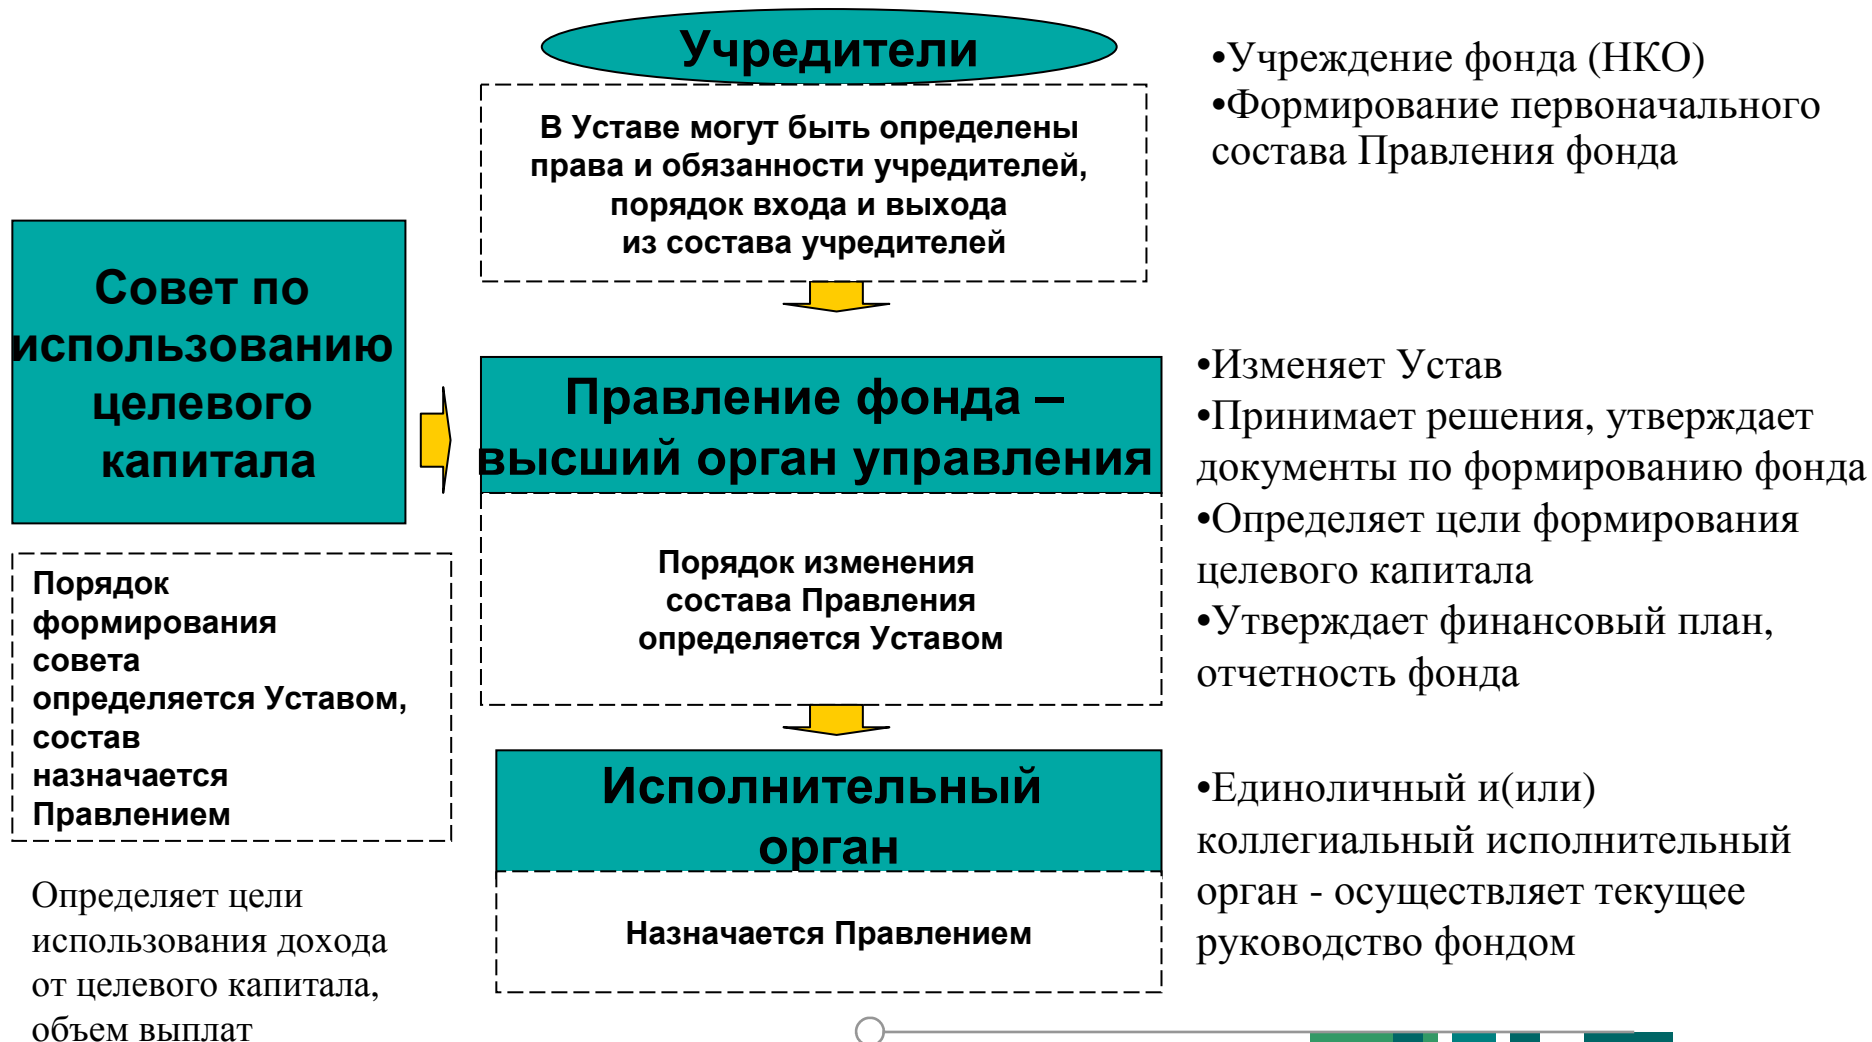 Учредители
В Уставе могут быть определены
права и обязанности учредителей,
порядок входа и выхода
из состава учредителей
•Учреждение фонда (НКО)
•Формирование первоначального
состава Правления фонда
Совет по
использованию
целевого
капитала
Порядок
формирования
совета
определяется Уставом,
состав
назначается
Правлением
Определяет цели
использования дохода
от целевого капитала,
объем выплат
Правление фонда –
высший орган управления
Порядок изменения
состава Правления
определяется Уставом
•Изменяет Устав
•Принимает решения, утверждает
документы по формированию фонда
•Определяет цели формирования
целевого капитала
•Утверждает финансовый план,
отчетность фонда
Исполнительный
орган
Назначается Правлением
•Единоличный и(или)
коллегиальный исполнительный
орган - осуществляет текущее
руководство фондом